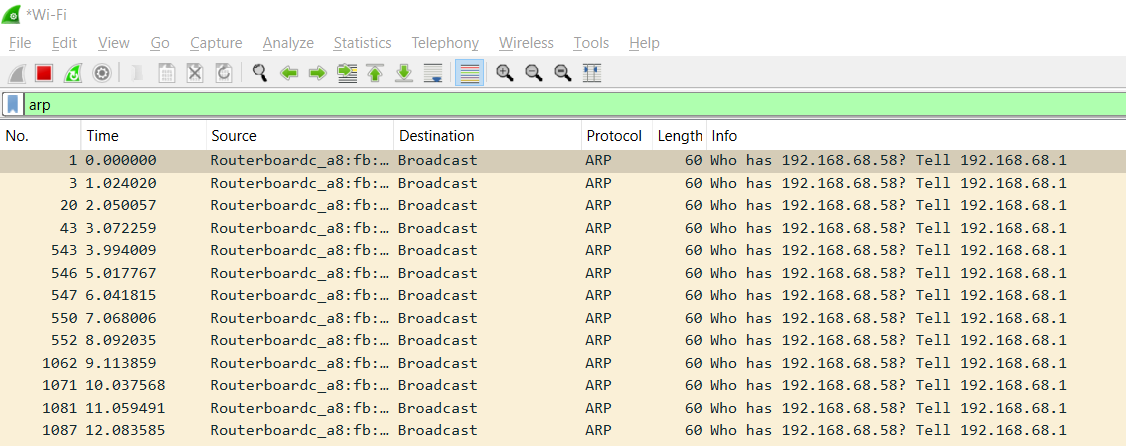 *Wi-Fi
File Edit View Go Capture Analyze Statistics Telephony Wireless Tools Help
arp
No. Time Source Destination Protocol Length Info
1 0.000000 Routerboardc_a8:fb:… Broadcast ARP 60 Who has 192.168.68.58? Tell 192.168.68.1
3 1.024020 Routerboardc_a8:fb:… Broadcast ARP 60 Who has 192.168.68.58? Tell 192.168.68.1
20 2.050057 Routerboardc_a8:fb:… Broadcast ARP 60 Who has 192.168.68.58? Tell 192.168.68.1
43 3.072259 Routerboardc_a8:fb:… Broadcast ARP 60 Who has 192.168.68.58? Tell 192.168.68.1
543 3.994009 Routerboardc_a8:fb:… Broadcast ARP 60 Who has 192.168.68.58? Tell 192.168.68.1
546 5.017767 Routerboardc_a8:fb:… Broadcast ARP 60 Who has 192.168.68.58? Tell 192.168.68.1
547 6.041815 Routerboardc_a8:fb:… Broadcast ARP 60 Who has 192.168.68.58? Tell 192.168.68.1
550 7.068006 Routerboardc_a8:fb:… Broadcast ARP 60 Who has 192.168.68.58? Tell 192.168.68.1
552 8.092035 Routerboardc_a8:fb:… Broadcast ARP 60 Who has 192.168.68.58? Tell 192.168.68.1
1062 9.113859 Routerboardc_a8:fb:… Broadcast ARP 60 Who has 192.168.68.58? Tell 192.168.68.1
1071 10.037568 Routerboardc_a8:fb:… Broadcast ARP 60 Who has 192.168.68.58? Tell 192.168.68.1
1081 11.059491 Routerboardc_a8:fb:… Broadcast ARP 60 Who has 192.168.68.58? Tell 192.168.68.1
1087 12.083585 Routerboardc_a8:fb:… Broadcast ARP 60 Who has 192.168.68.58? Tell 192.168.68.1